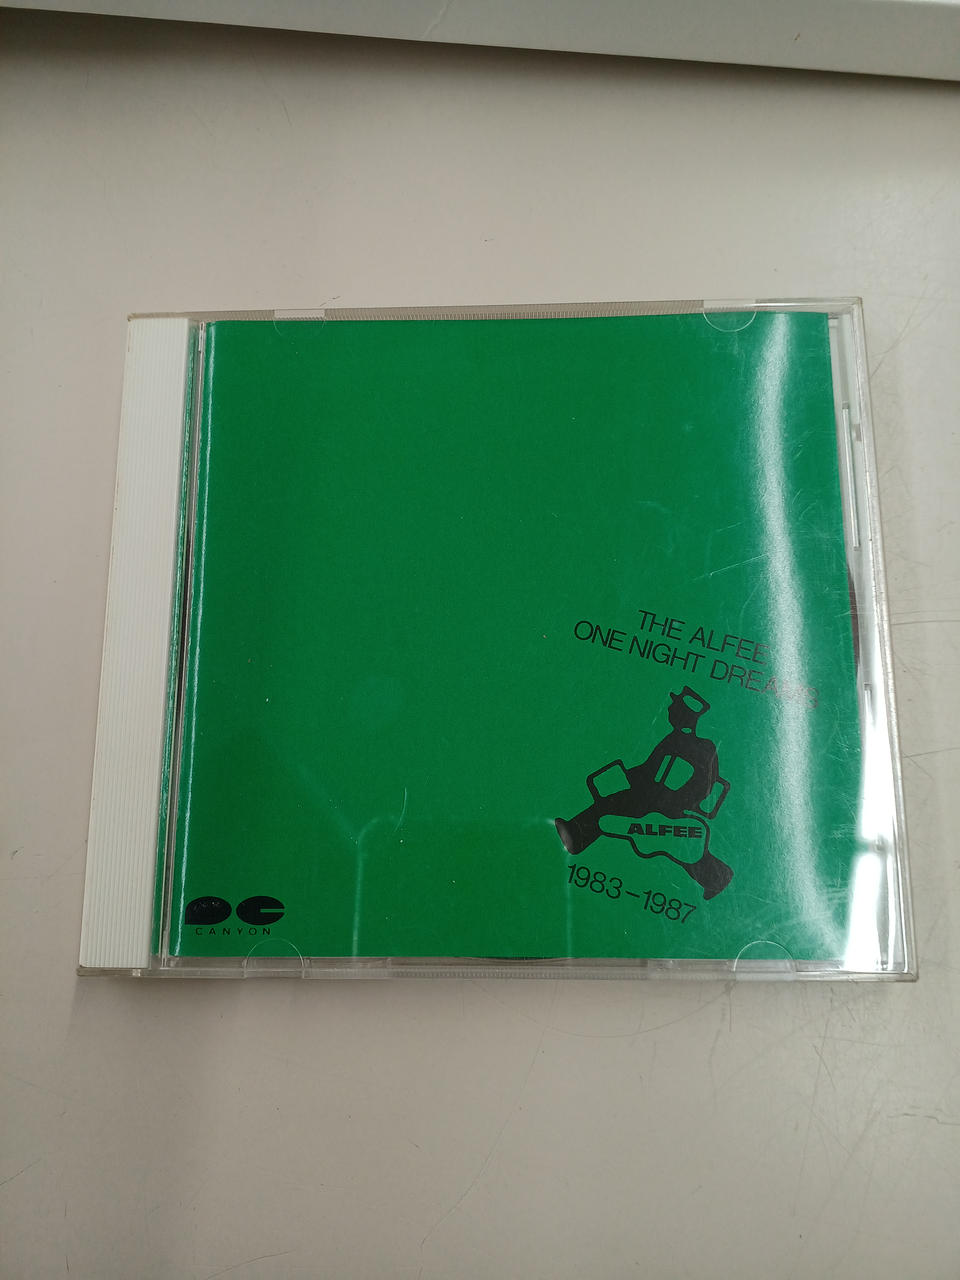 THE ALFEE
ONE NIGHT DREAMS
ALFEE
1983-1987
CANYON